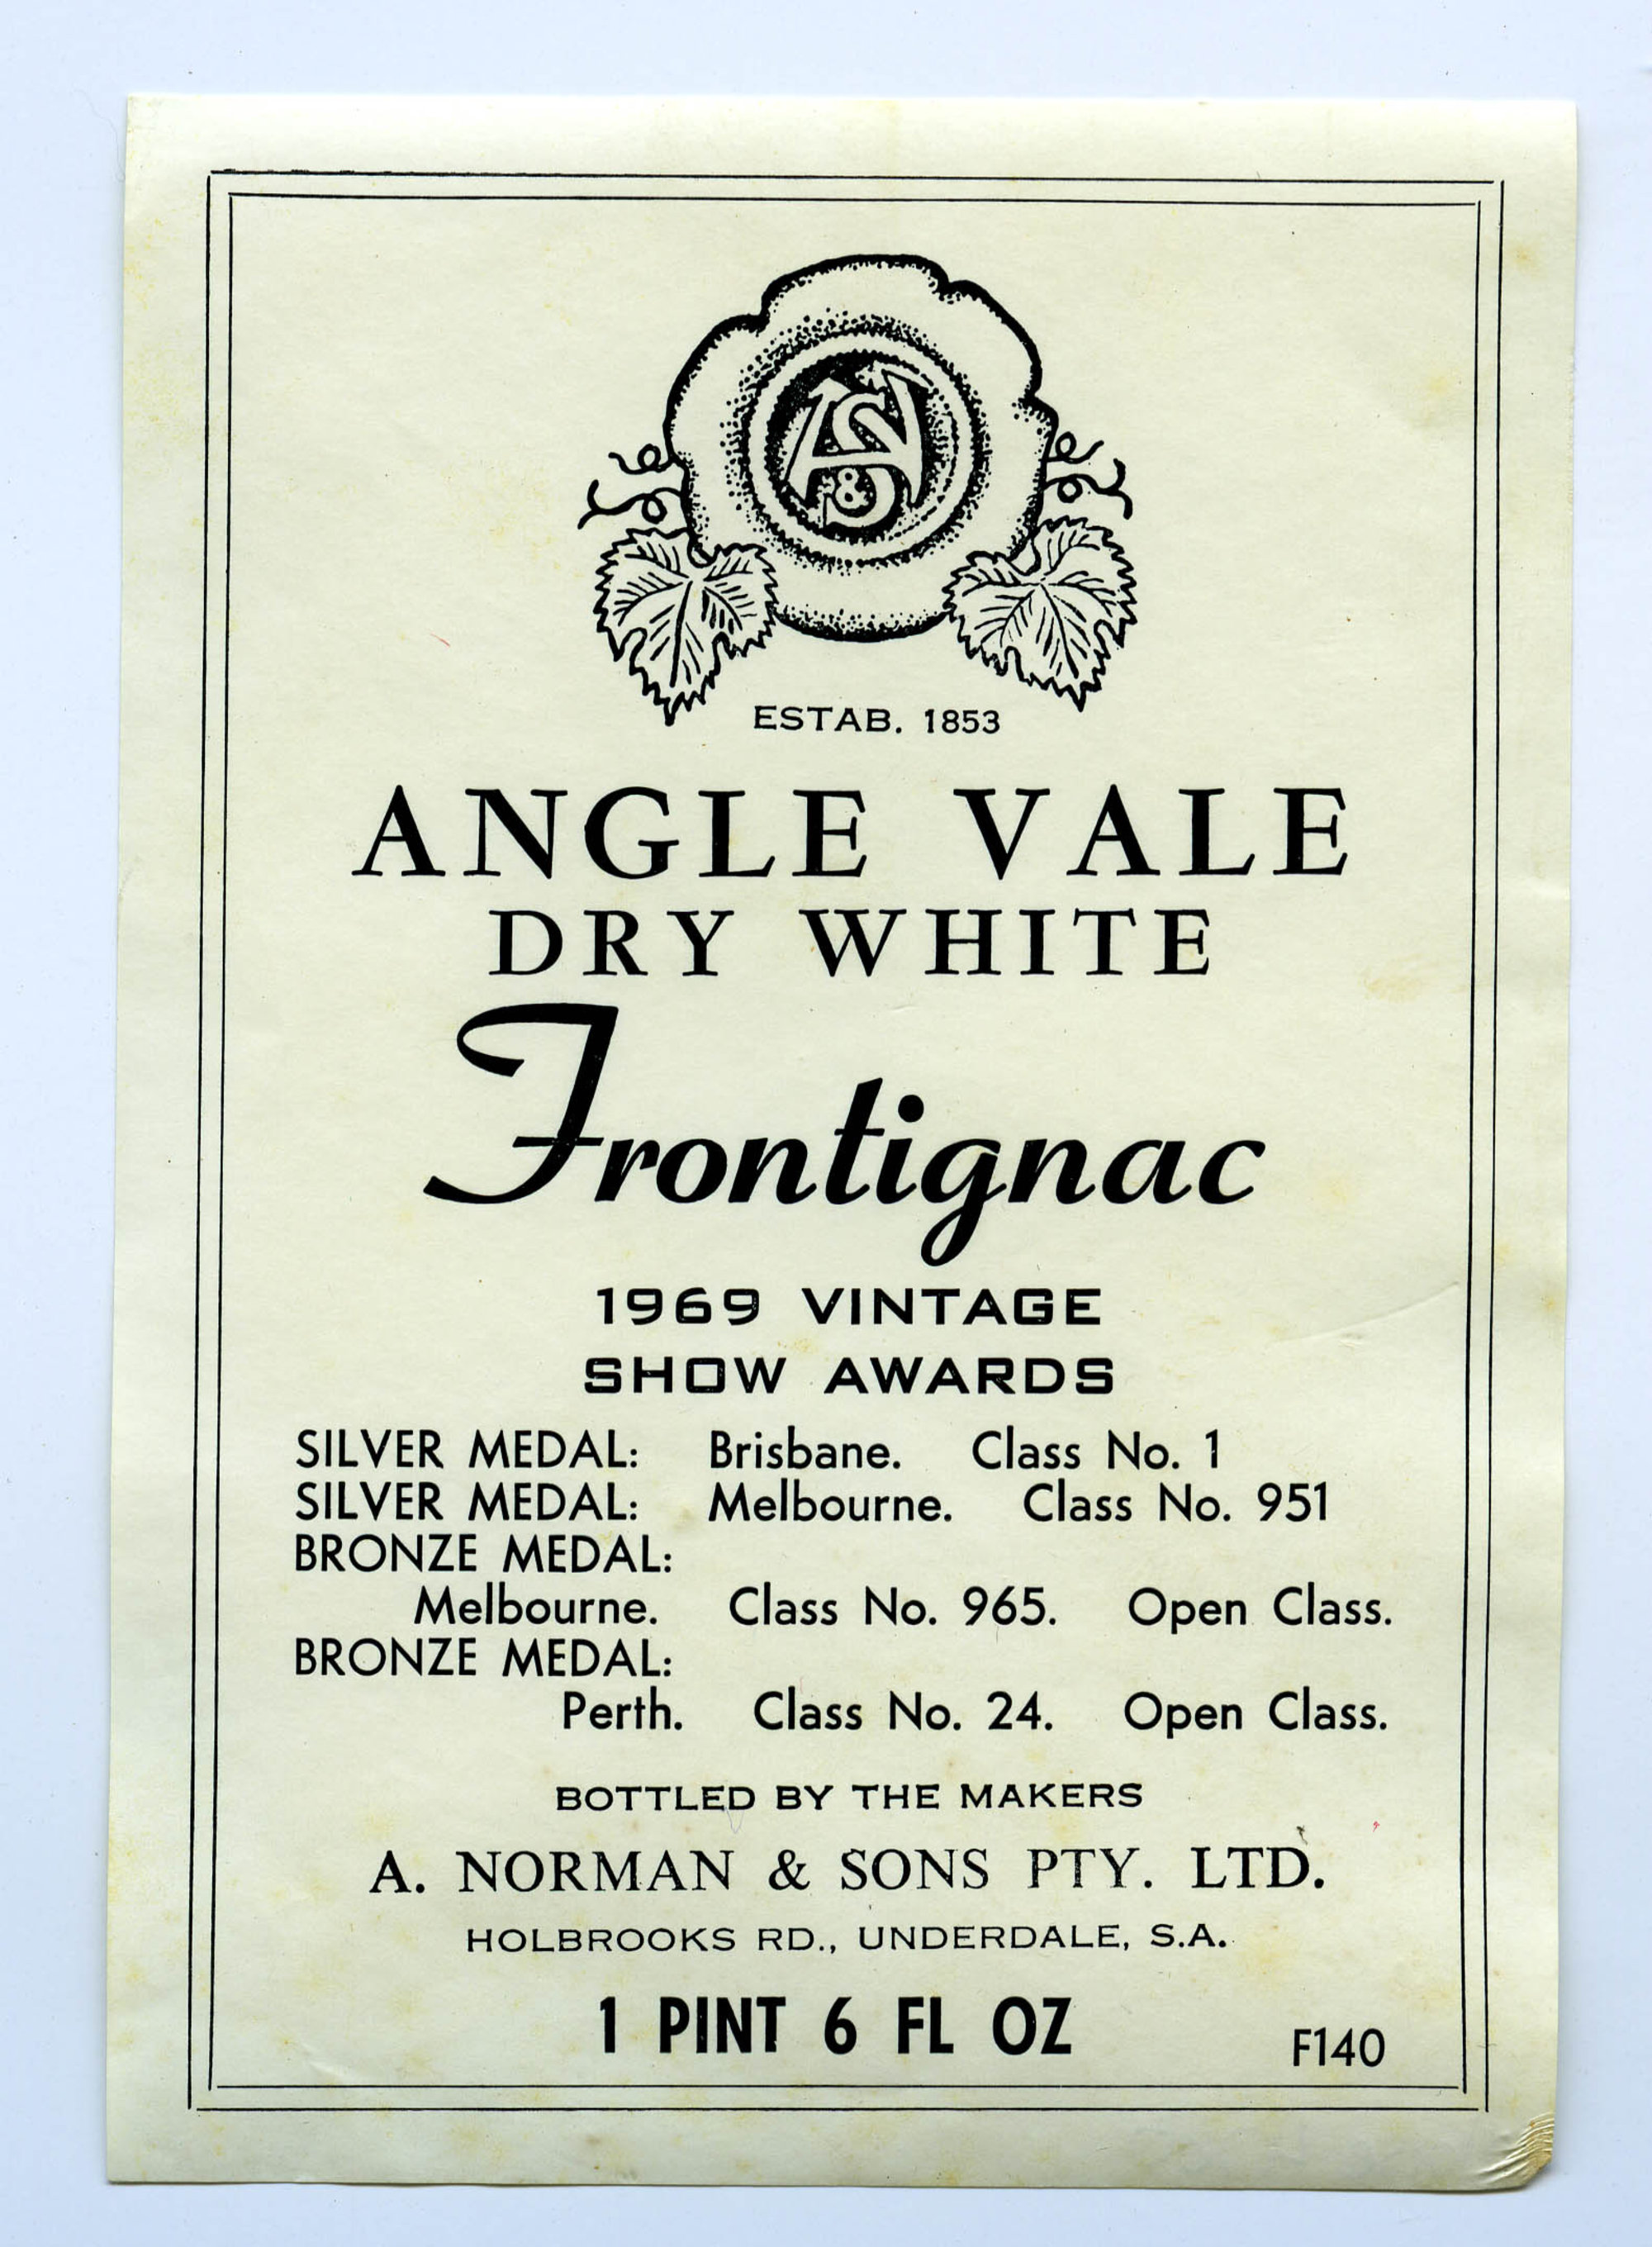 A&SN
ESTAB. 1853
ANGLE VALE
DRY WHITE
Frontignac
1969 VINTAGE
SHOW AWARDS
SILVER MEDAL: Brisbane. Class No. 1
SILVER MEDAL: Melbourne. Class No. 951
BRONZE MEDAL:
Melbourne. Class No. 965. Open Class.
BRONZE MEDAL:
Perth. Class No. 24. Open Class.
BOTTLED BY THE MAKERS
A. NORMAN & SONS PTY. LTD.
HOLBROOKS RD., UNDERDALE, S.A.
1 PINT 6 FL OZ
F140